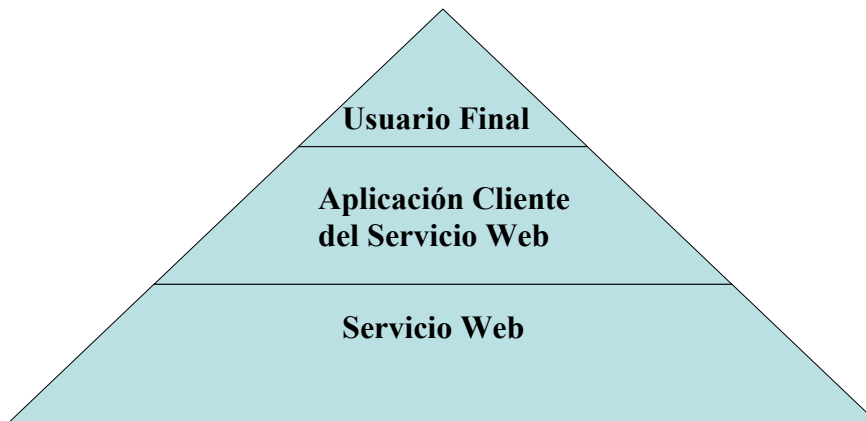 Usuario Final
Aplicación Cliente
del Servicio Web
Servicio Web